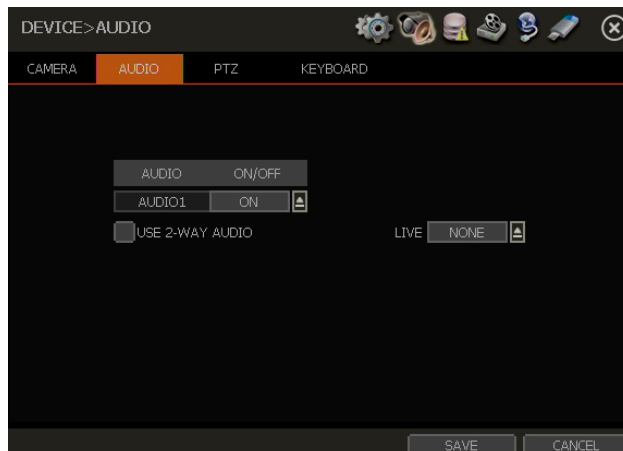 DEVICE>AUDIO
CAMERA AUDIO PTZ KEYBOARD
AUDIO ON/OFF
AUDIO1 ON
USE 2-WAY AUDIO LIVE NONE
SAVE CANCEL